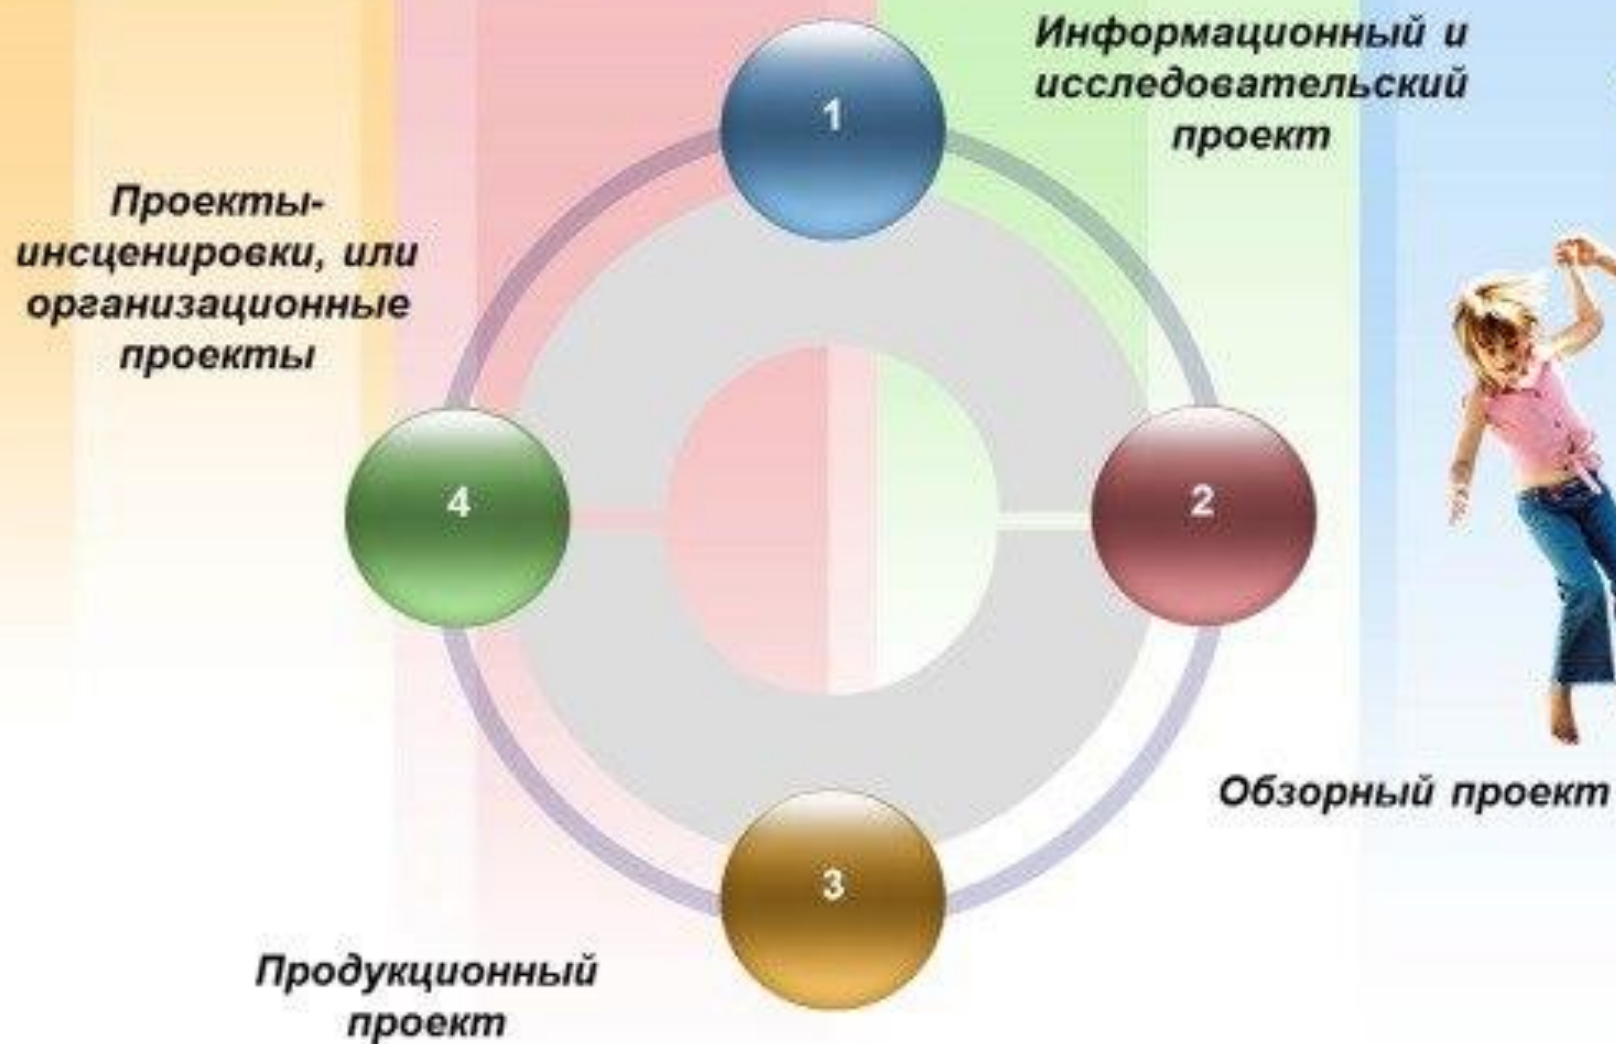 1
Информационный и
исследовательский
проект
2
Обзорный проект
3
Продукционный
проект
4
Проекты-
инсценировки, или
организационные
проекты